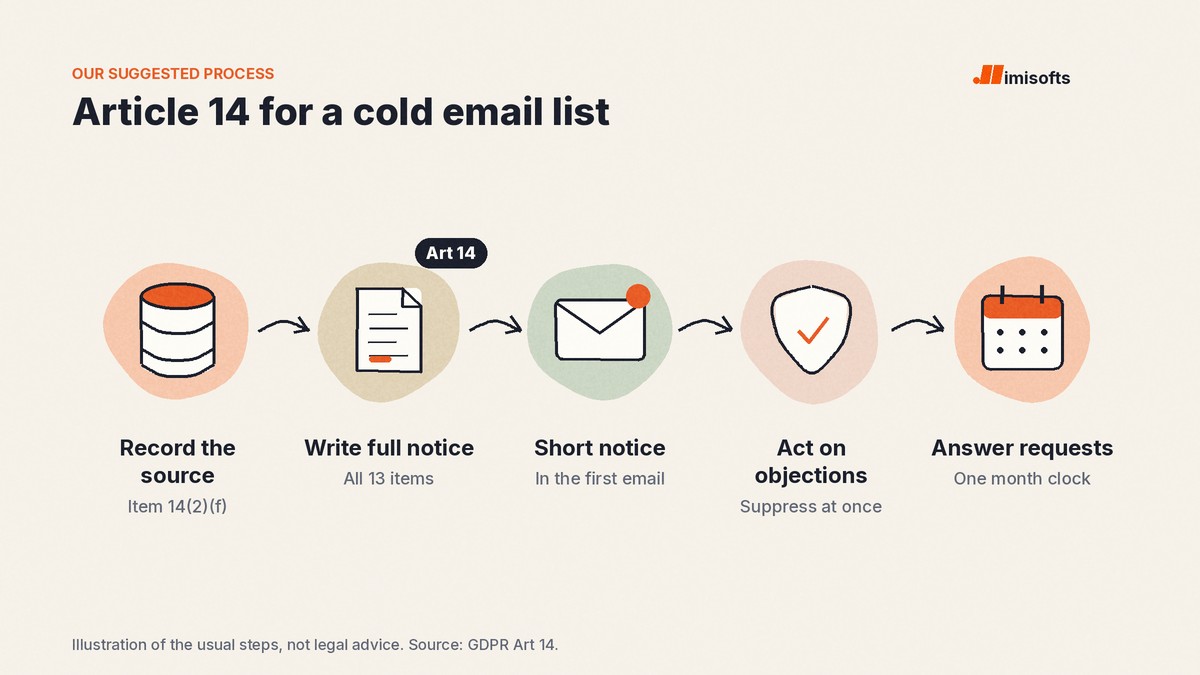 OUR SUGGESTED PROCESS
Article 14 for a cold email list
imisofts
Art 14
Record the
source
Item 14(2)(f)
Write full notice
All 13 items
Short notice
In the first email
Act on
objections
Suppress at once
Answer requests
One month clock
Illustration of the usual steps, not legal advice. Source: GDPR Art 14.